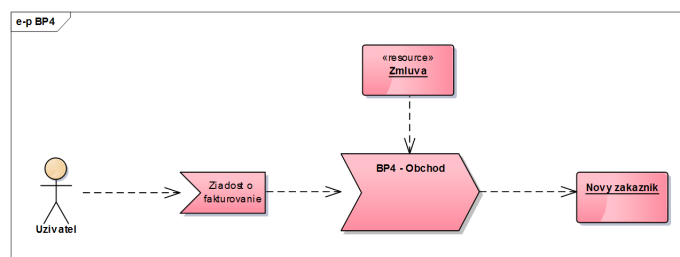 e-p BP4
«resource»
Zmluva
BP4 - Obchod
Ziadost o
fakturovanie
Novy zakaznik
Uzivatel